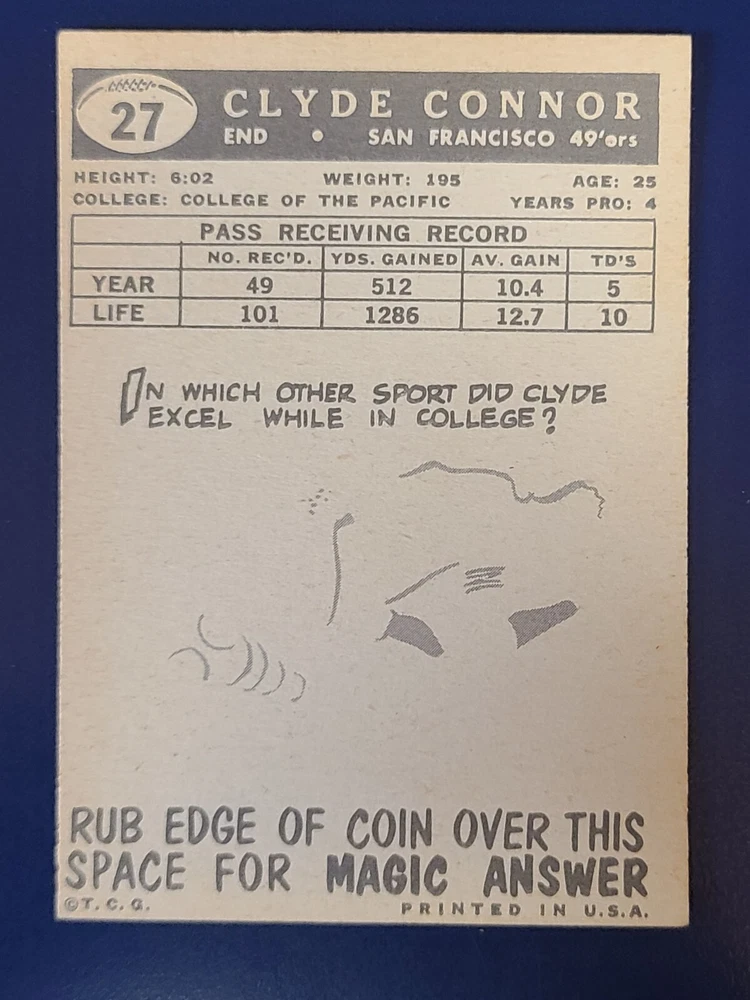 27
CLYDE CONNOR
END • SAN FRANCISCO 49'ers
HEIGHT: 6:02 WEIGHT: 195 AGE: 25
COLLEGE: COLLEGE OF THE PACIFIC YEARS PRO: 4
PASS RECEIVING RECORD
NO. REC'D. YDS. GAINED AV. GAIN TD'S
YEAR 49 512 10.4 5
LIFE 101 1286 12.7 10
IN WHICH OTHER SPORT DID CLYDE
EXCEL WHILE IN COLLEGE?
RUB EDGE OF COIN OVER THIS
SPACE FOR MAGIC ANSWER
©T.C.G. PRINTED IN U.S.A.